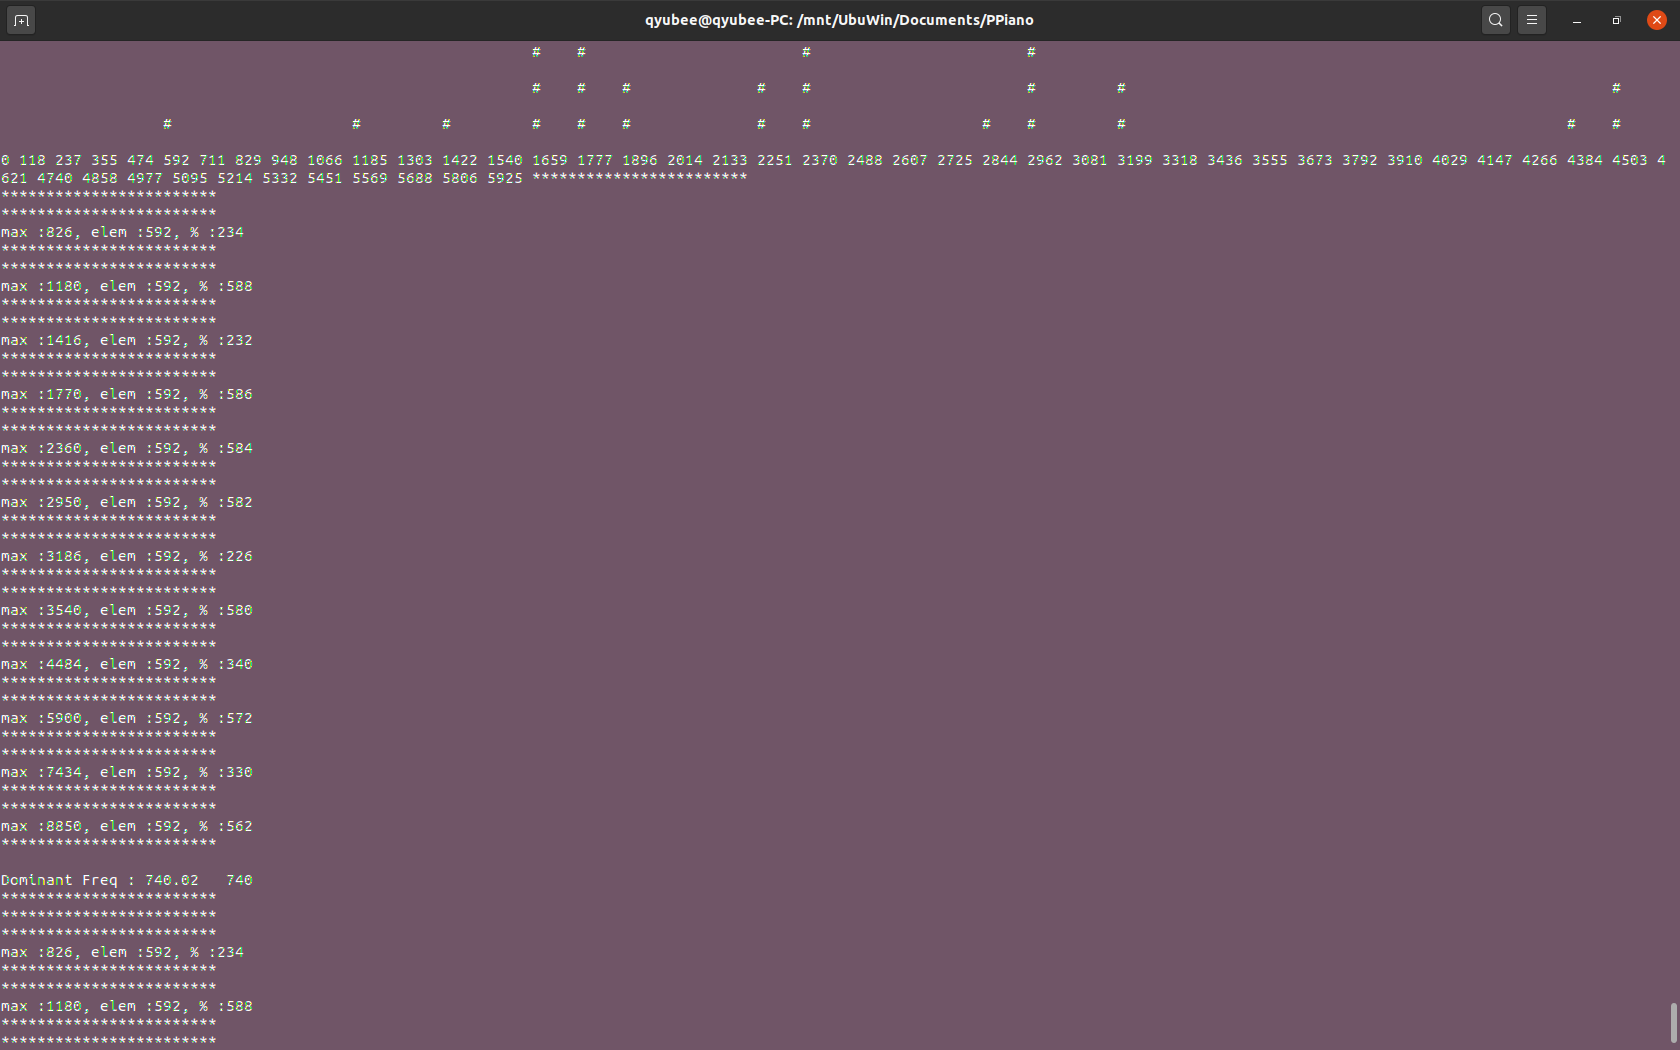 qyubee@qyubee-PC: /mnt/UbuWin/Documents/PPiano
# # # #
# # # # # # # #
# # # # # # # # # # # # #
0 118 237 355 474 592 711 829 948 1066 1185 1303 1422 1540 1659 1777 1896 2014 2133 2251 2370 2488 2607 2725 2844 2962 3081 3199 3318 3436 3555 3673 3792 3910 4029 4147 4266 4384 4503 4
621 4740 4858 4977 5095 5214 5332 5451 5569 5688 5806 5925 ************************
************************
************************
max :826, elem :592, % :234
************************
************************
max :1180, elem :592, % :588
************************
************************
max :1416, elem :592, % :232
************************
************************
max :1770, elem :592, % :586
************************
************************
max :2360, elem :592, % :584
************************
************************
max :2950, elem :592, % :582
************************
************************
max :3186, elem :592, % :226
************************
************************
max :3540, elem :592, % :580
************************
************************
max :4484, elem :592, % :340
************************
************************
max :5900, elem :592, % :572
************************
************************
max :7434, elem :592, % :330
************************
************************
max :8850, elem :592, % :562
************************
Dominant Freq : 740.02   740
************************
************************
************************
max :826, elem :592, % :234
************************
************************
max :1180, elem :592, % :588
************************
************************